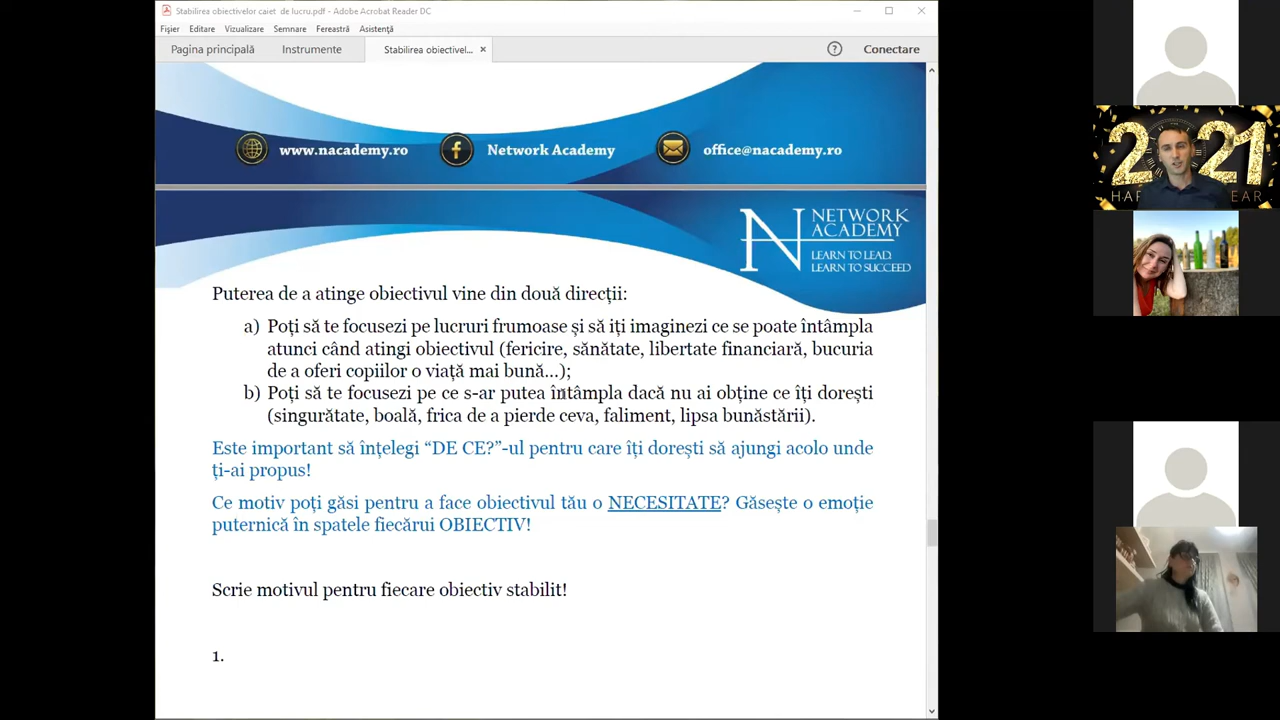 Stabilirea obiectivelor caiet de lucru.pdf - Adobe Acrobat Reader DC
Fișier Editare Vizualizare Semnare Fereastră Asistență
Pagina principală Instrumente Stabilirea obiectivel... × ? Conectare
www.nacademy.ro Network Academy office@nacademy.ro
NETWORK
ACADEMY
LEARN TO LEAD.
LEARN TO SUCCEED
Puterea de a atinge obiectivul vine din două direcții:
a) Poți să te focusezi pe lucruri frumoase și să iți imaginezi ce se poate întâmpla
atunci când atingi obiectivul (fericire, sănătate, libertate financiară, bucuria
de a oferi copiilor o viață mai bună...);
b) Poți să te focusezi pe ce s-ar putea întâmpla dacă nu ai obține ce îți dorești
(singurătate, boală, frica de a pierde ceva, faliment, lipsa bunăstării).
Este important să înțelegi “DE CE?”-ul pentru care îți dorești să ajungi acolo unde
ți-ai propus!
Ce motiv poți găsi pentru a face obiectivul tău o NECESITATE? Găsește o emoție
puternică în spatele fiecărui OBIECTIV!
Scrie motivul pentru fiecare obiectiv stabilit!
1.